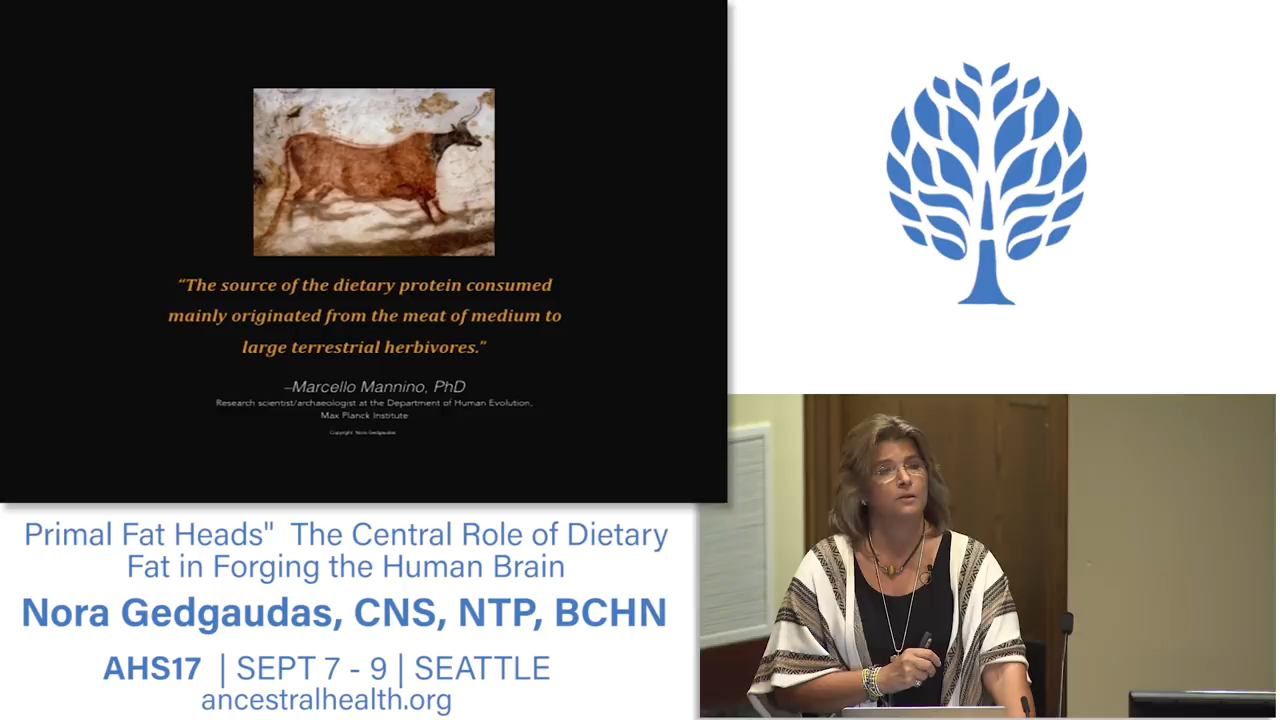 “The source of the dietary protein consumed
mainly originated from the meat of medium to
large terrestrial herbivores.”
–Marcello Mannino, PhD
Research scientist/archaeologist at the Department of Human Evolution,
Max Planck Institute
Copyright Nora Gedgaudas
Primal Fat Heads" The Central Role of Dietary
Fat in Forging the Human Brain
Nora Gedgaudas, CNS, NTP, BCHN
AHS17 | SEPT 7 - 9 | SEATTLE
ancestralhealth.org